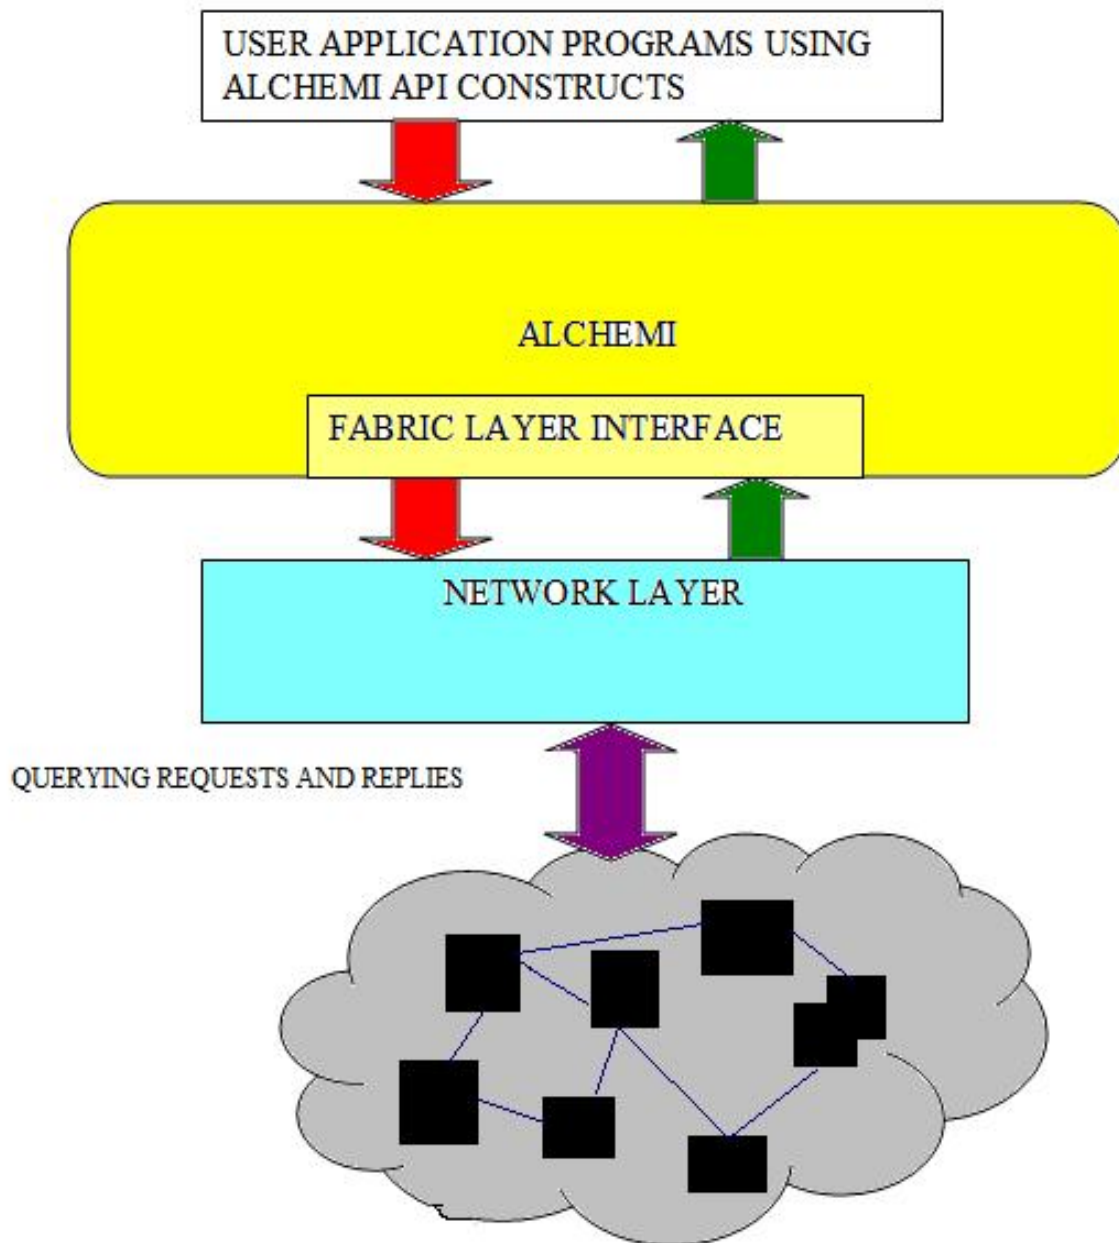 USER APPLICATION PROGRAMS USING
ALCHEMI API CONSTRUCTS
ALCHEMI
FABRIC LAYER INTERFACE
NETWORK LAYER
QUERYING REQUESTS AND REPLIES